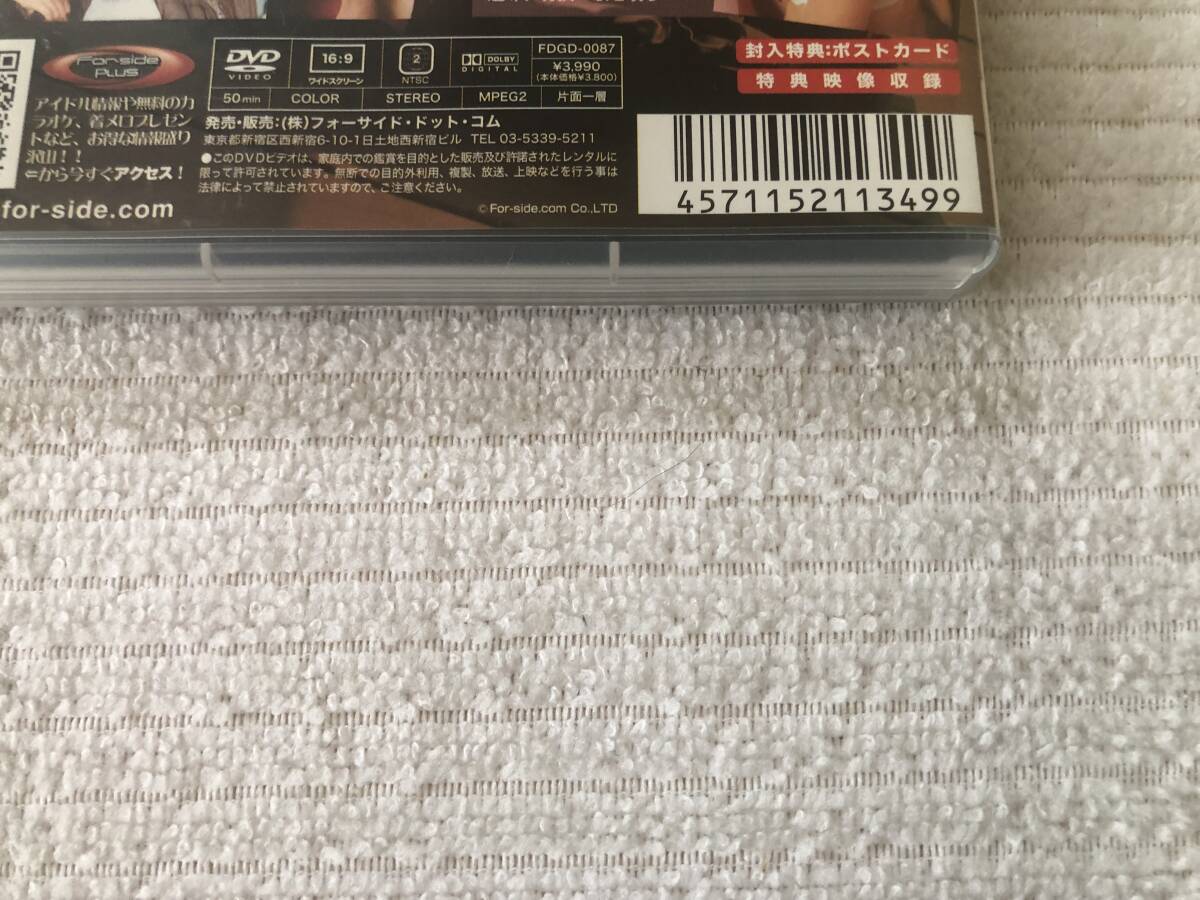 For-side
PLUS
アイドル情報や無料のカ
ラオケ、着メロプレゼン
トなど、お得な情報盛り
沢山！！
⇐から今すぐアクセス！
for-side.com
DVD
VIDEO
16:9
ワイドスクリーン
2
NTSC
DOLBY
DIGITAL
FDGD-0087
¥3,990
(本体価格¥3.800)
50min COLOR STEREO MPEG2 片面一層
発売・販売:(株)フォーサイド・ドット・コム
東京都新宿区西新宿6-10-1日土地西新宿ビル TEL 03-5339-5211
●このDVDビデオは、家庭内での鑑賞を目的とした販売及び許諾されたレンタルに
限って許可されています。無断での目的外利用、複製、放送、上映などを行う事は
法律によって禁止されていますので、ご注意ください。
© For-side.com Co.,LTD
封入特典:ポストカード
特典映像収録
4571152113499